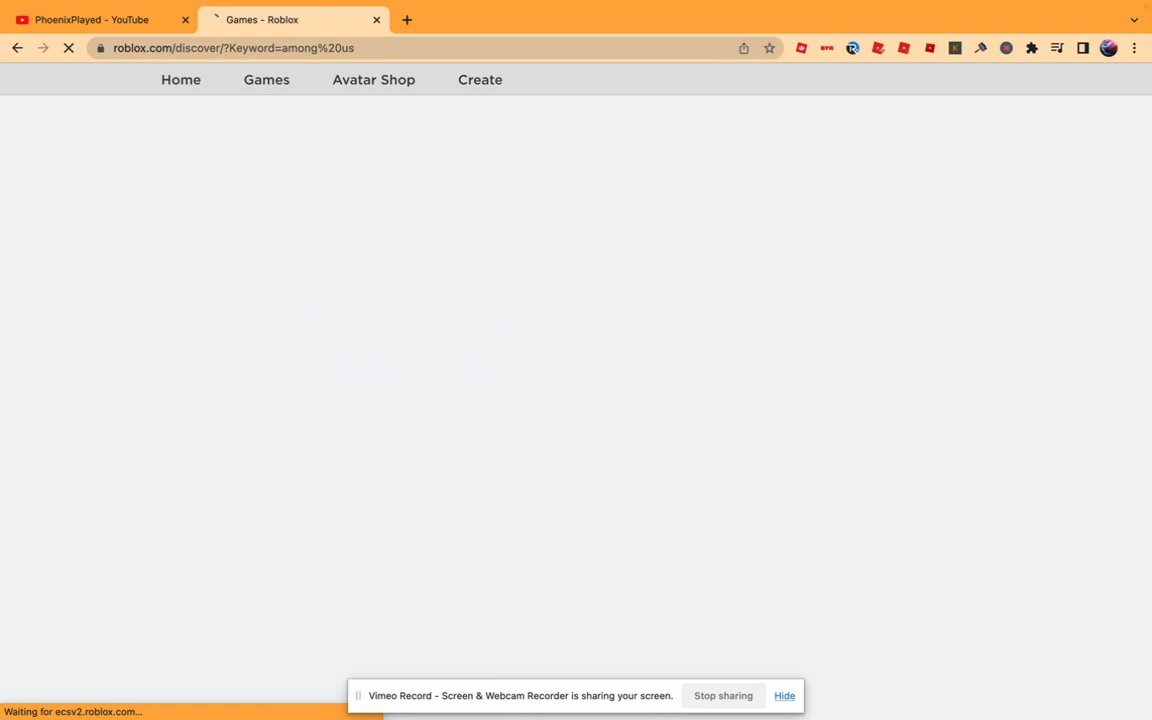 PhoenixPlayed - YouTube
Games - Roblox
roblox.com/discover/?Keyword=among%20us
Home Games Avatar Shop Create
Vimeo Record - Screen & Webcam Recorder is sharing your screen. Stop sharing Hide
Waiting for ecsv2.roblox.com...